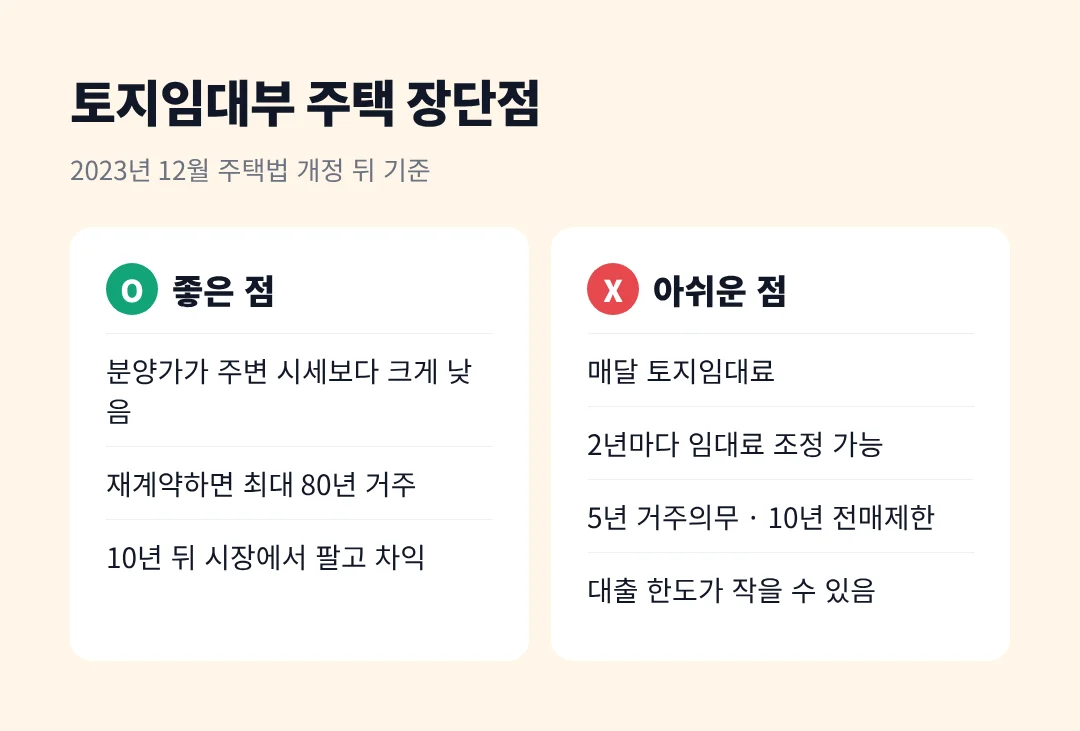 토지임대부 주택 장단점
2023년 12월 주택법 개정 뒤 기준
O 좋은 점
분양가가 주변 시세보다 크게 낮
음
재계약하면 최대 80년 거주
10년 뒤 시장에서 팔고 차익
X 아쉬운 점
매달 토지임대료
2년마다 임대료 조정 가능
5년 거주의무 · 10년 전매제한
대출 한도가 작을 수 있음